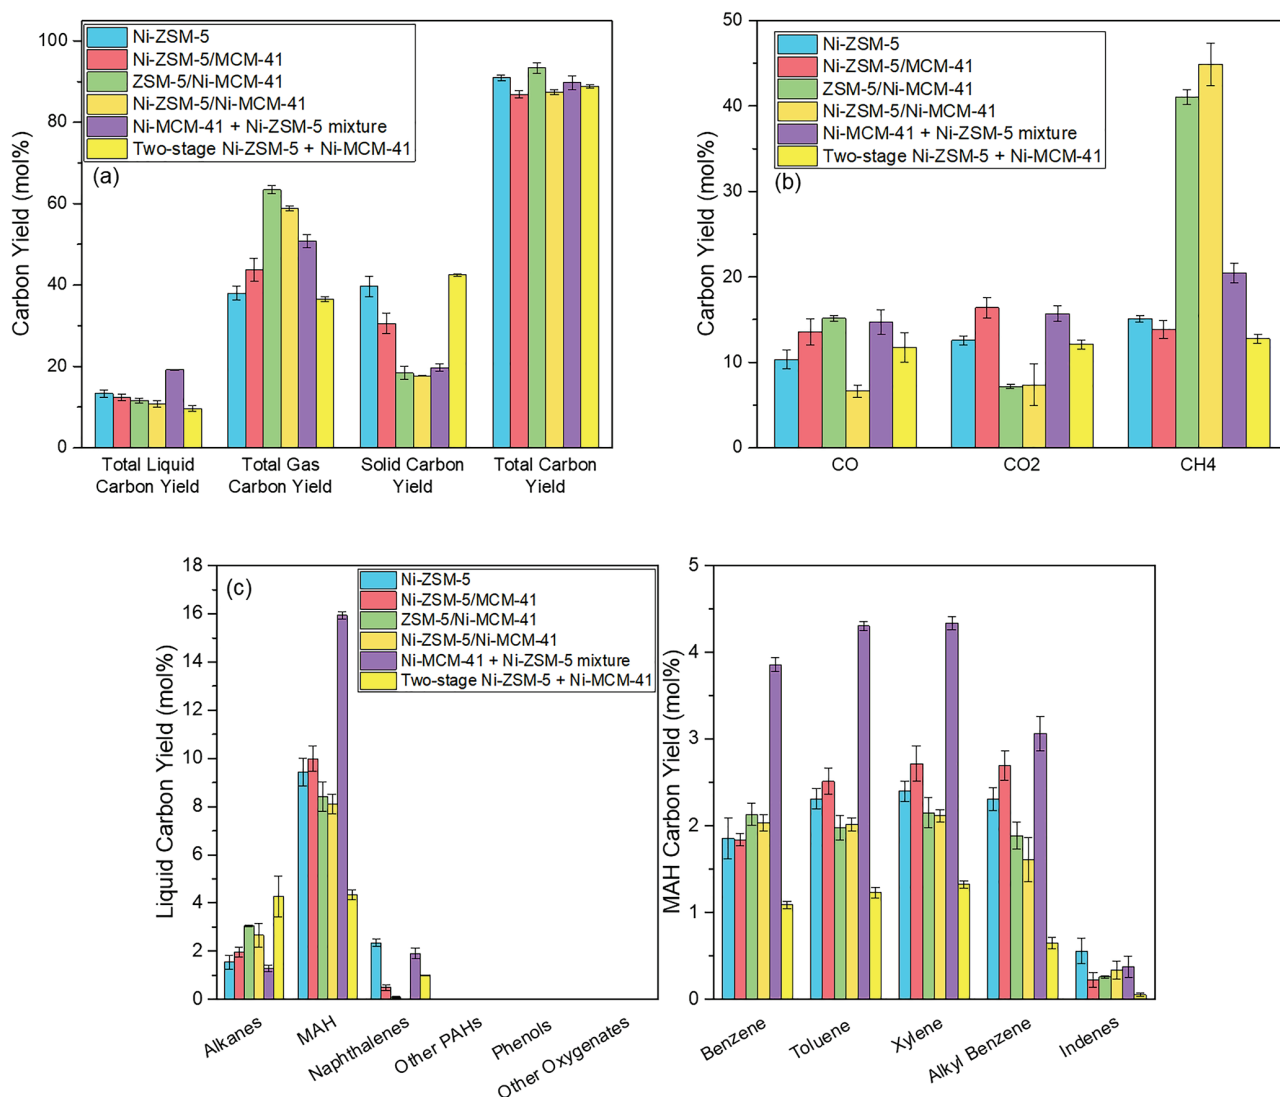 100
80
60
40
20
0
Carbon Yield (mol%)
Ni-ZSM-5
Ni-ZSM-5/MCM-41
ZSM-5/Ni-MCM-41
Ni-ZSM-5/Ni-MCM-41
Ni-MCM-41 + Ni-ZSM-5 mixture
Two-stage Ni-ZSM-5 + Ni-MCM-41
(a)
Total Liquid
Carbon Yield
Total Gas
Carbon Yield
Solid Carbon
Yield
Total Carbon
Yield
50
40
30
20
10
0
Carbon Yield (mol%)
Ni-ZSM-5
Ni-ZSM-5/MCM-41
ZSM-5/Ni-MCM-41
Ni-ZSM-5/Ni-MCM-41
Ni-MCM-41 + Ni-ZSM-5 mixture
Two-stage Ni-ZSM-5 + Ni-MCM-41
(b)
CO
CO2
CH4
18
16
14
12
10
8
6
4
2
0
Liquid Carbon Yield (mol%)
(c)
Ni-ZSM-5
Ni-ZSM-5/MCM-41
ZSM-5/Ni-MCM-41
Ni-ZSM-5/Ni-MCM-41
Ni-MCM-41 + Ni-ZSM-5 mixture
Two-stage Ni-ZSM-5 + Ni-MCM-41
Alkanes
MAH
Naphthalenes
Other PAHs
Phenols
Other Oxygenates
5
4
3
2
1
0
MAH Carbon Yield (mol%)
Benzene
Toluene
Xylene
Alkyl Benzene
Indenes